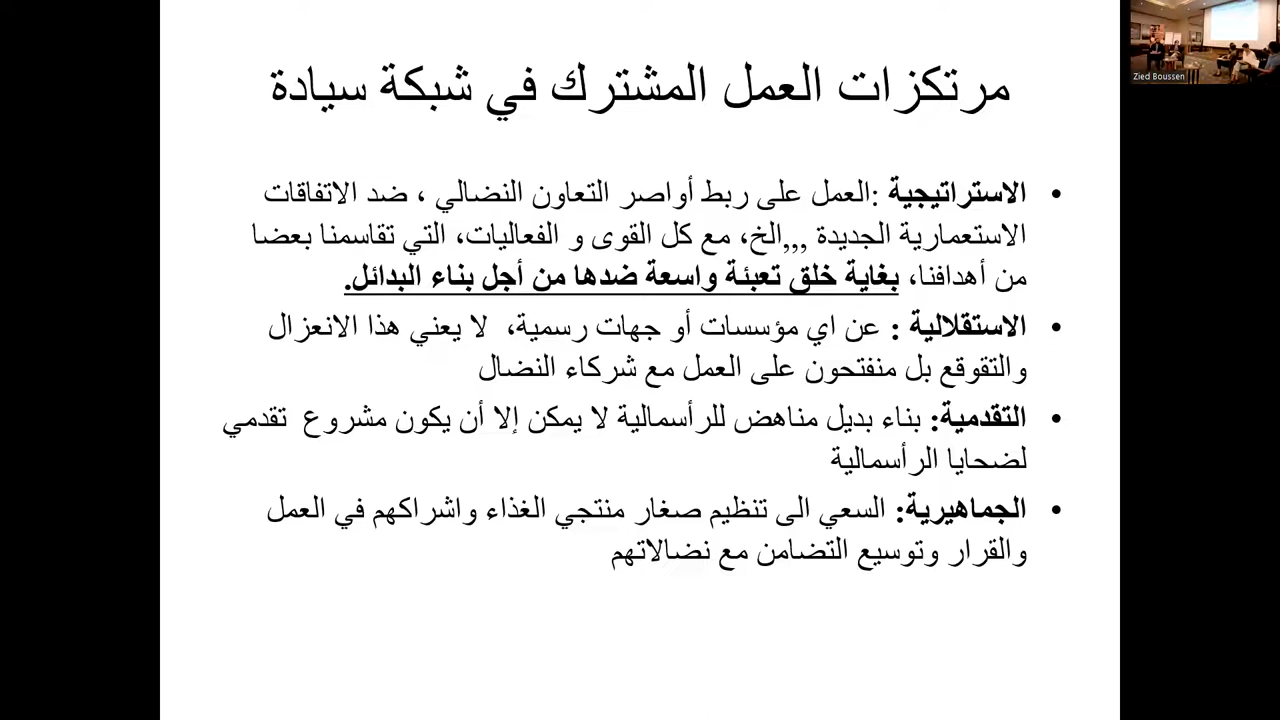 مرتكزات العمل المشترك في شبكة سيادة
• الاستراتيجية :العمل على ربط أواصر التعاون النضالي ، ضد الاتفاقات
الاستعمارية الجديدة ,,,الخ، مع كل القوى و الفعاليات، التي تقاسمنا بعضا
من أهدافنا، بغاية خلق تعبئة واسعة ضدها من أجل بناء البدائل.
• الاستقلالية : عن اي مؤسسات أو جهات رسمية، لا يعني هذا الانعزال
والتقوقع بل منفتحون على العمل مع شركاء النضال
• التقدمية: بناء بديل مناهض للرأسمالية لا يمكن إلا أن يكون مشروع تقدمي
لضحايا الرأسمالية
• الجماهيرية: السعي الى تنظيم صغار منتجي الغذاء واشراكهم في العمل
والقرار وتوسيع التضامن مع نضالاتهم
Zied Boussen